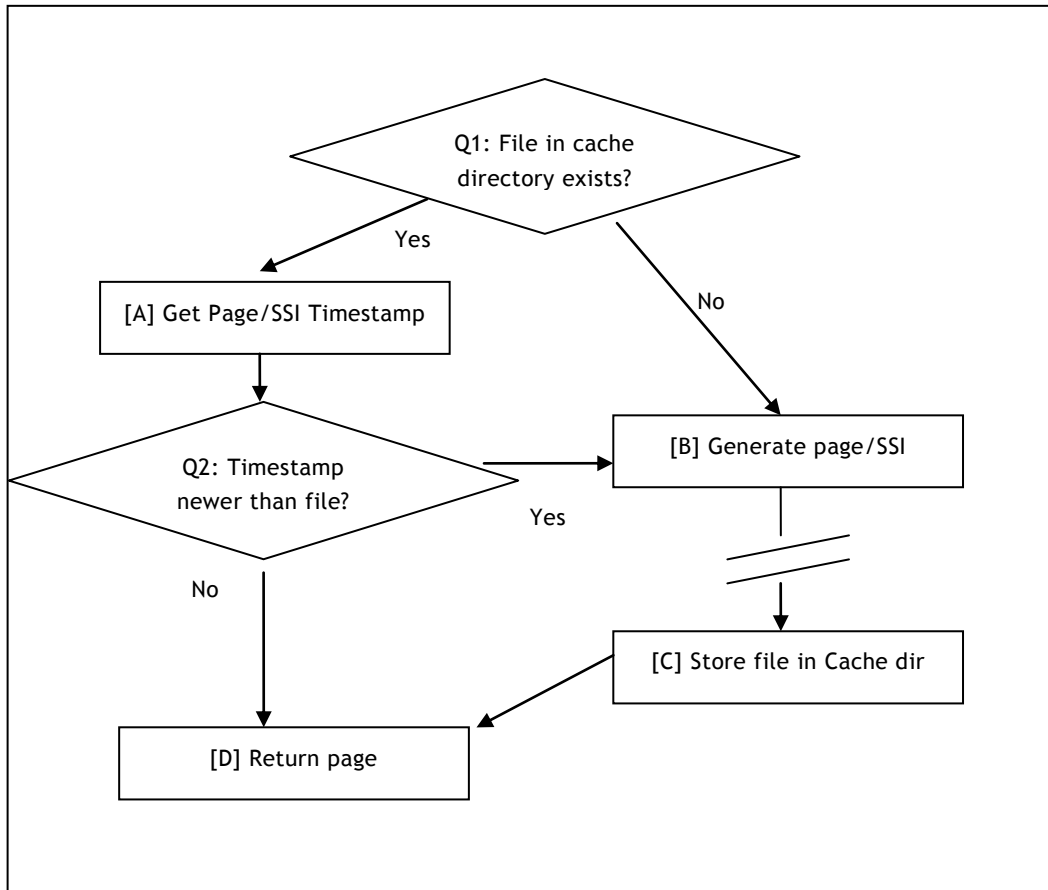 Q1: File in cache
directory exists?
Yes
No
[A] Get Page/SSI Timestamp
[B] Generate page/SSI
Q2: Timestamp
newer than file?
Yes
No
[C] Store file in Cache dir
[D] Return page